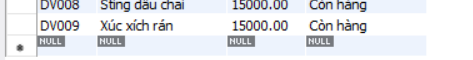 DV008 Sting dâu chai 15000.00 Còn hàng
DV009 Xúc xích rán 15000.00 Còn hàng
NULL NULL NULL NULL